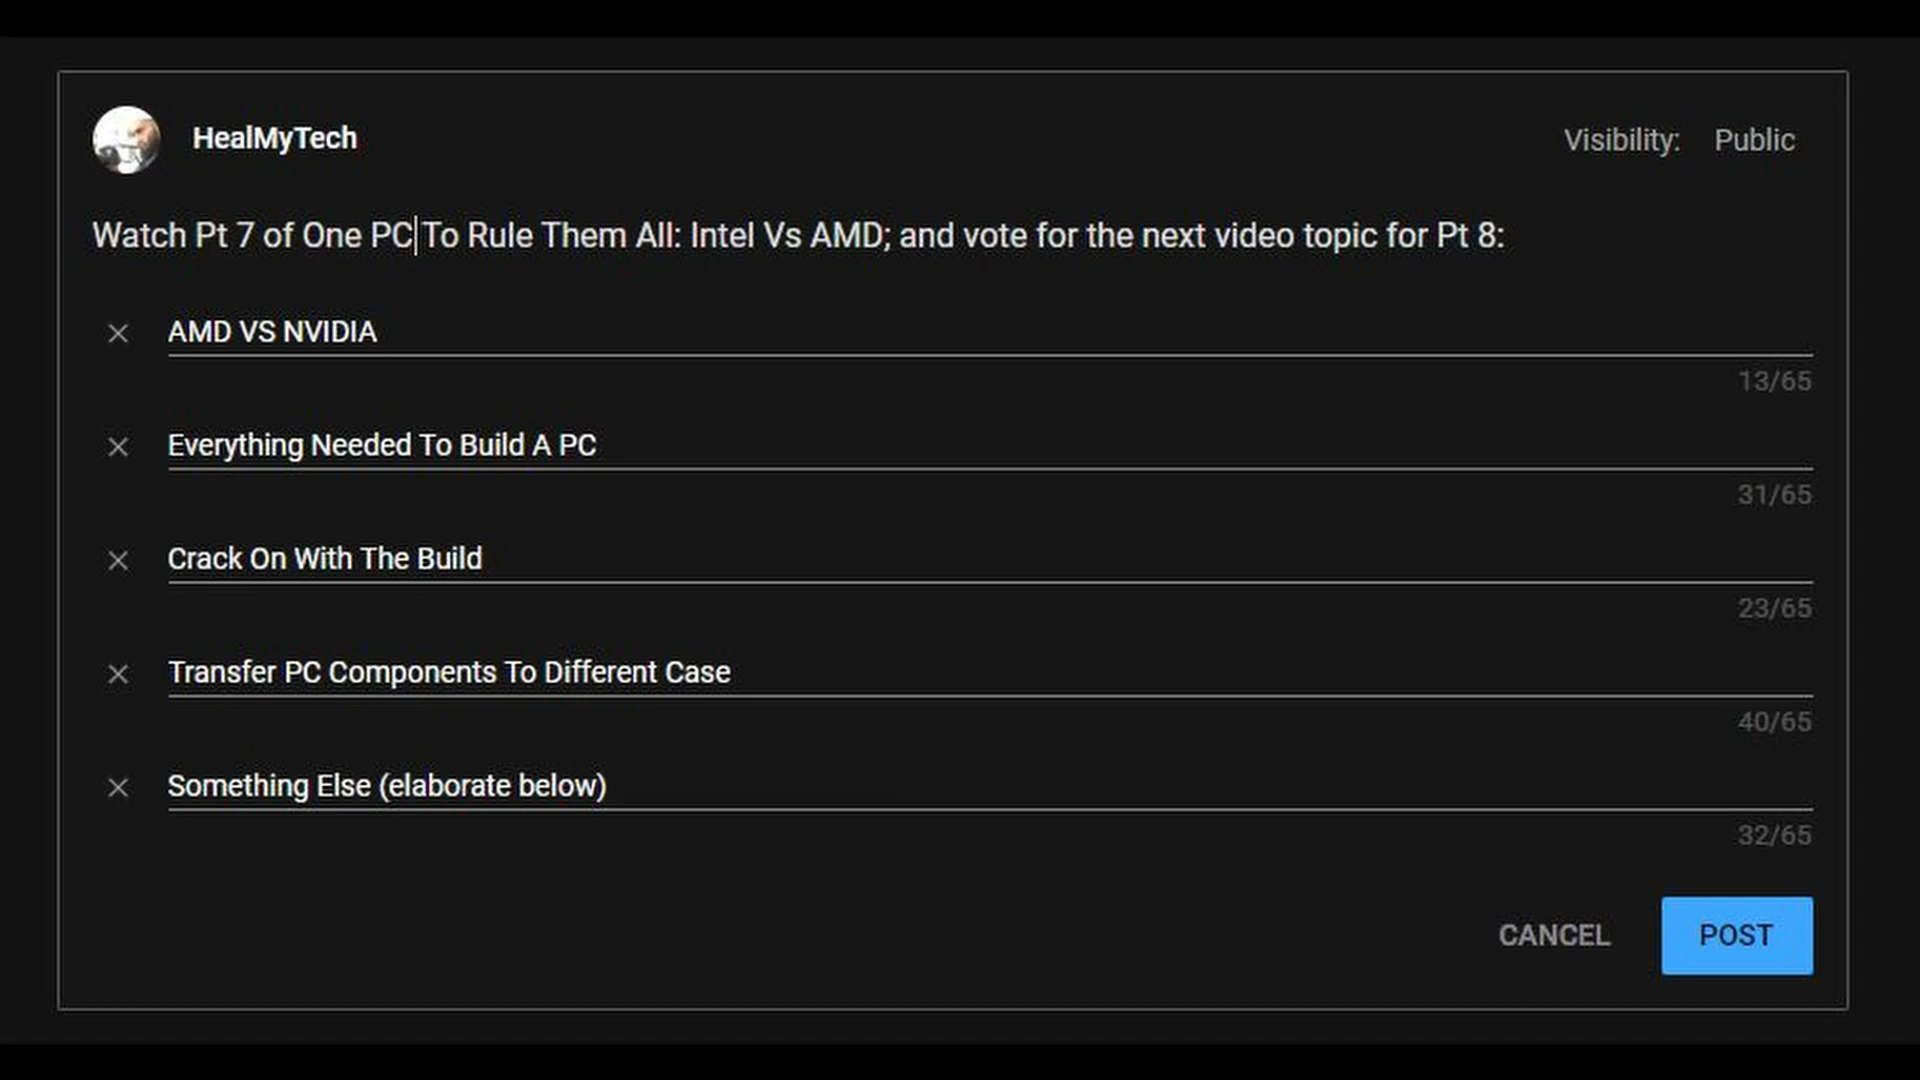 HealMyTech
Visibility: Public
Watch Pt 7 of One PC To Rule Them All: Intel Vs AMD; and vote for the next video topic for Pt 8:
AMD VS NVIDIA
13/65
Everything Needed To Build A PC
31/65
Crack On With The Build
23/65
Transfer PC Components To Different Case
40/65
Something Else (elaborate below)
32/65
CANCEL POST